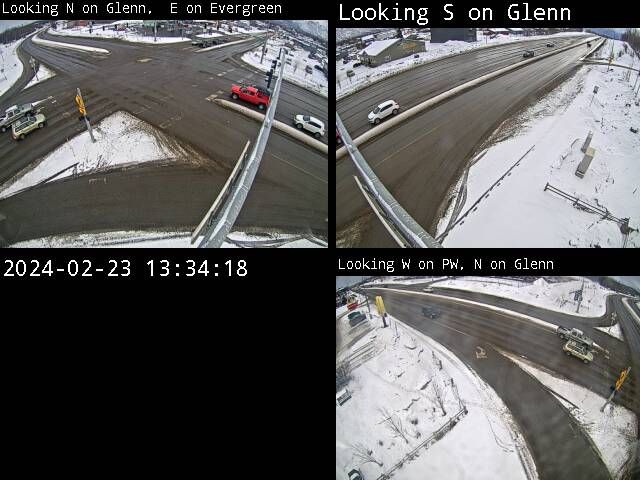 Looking N on Glenn, E on Evergreen
Looking S on Glenn
2024-02-23 13:34:18
Looking W on PW, N on Glenn